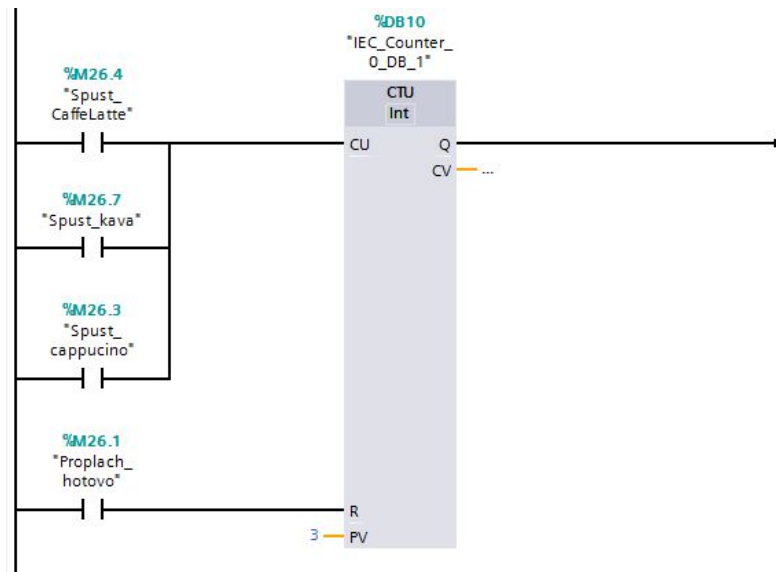 %DB10
"IEC_Counter_
0_DB_1"
%M26.4
"Spust_
CaffeLatte"
CTU
Int
CU
Q
CV
...
%M26.7
"Spust_kava"
%M26.3
"Spust_
cappucino"
%M26.1
"Proplach_
hotovo"
R
3
PV